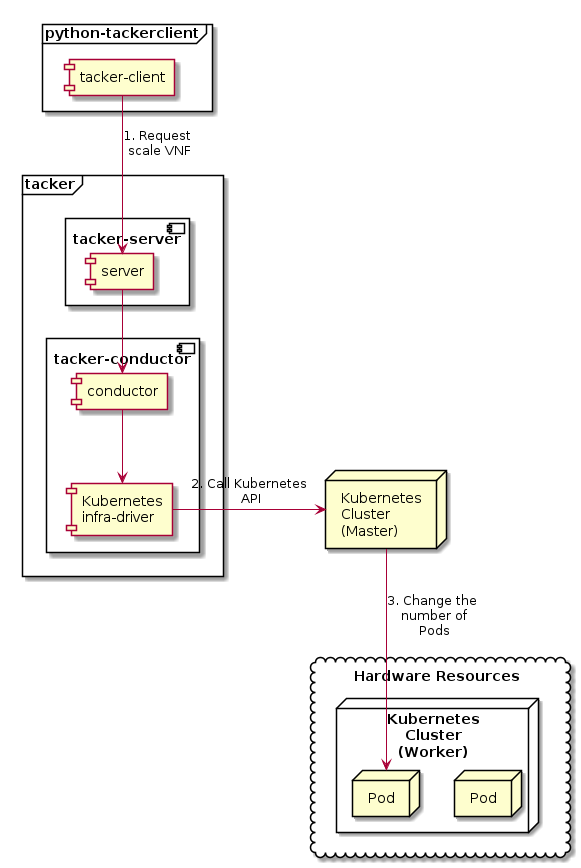 python-tackerclient
tacker-client
1. Request
scale VNF
tacker
tacker-server
server
tacker-conductor
conductor
Kubernetes
infra-driver
2. Call Kubernetes
API
Kubernetes
Cluster
(Master)
3. Change the
number of
Pods
Hardware Resources
Kubernetes
Cluster
(Worker)
Pod
Pod